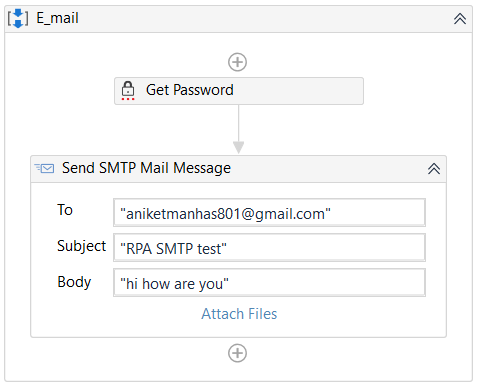 E_mail
Get Password
Send SMTP Mail Message
To "aniketmanhas801@gmail.com"
Subject "RPA SMTP test"
Body "hi how are you"
Attach Files